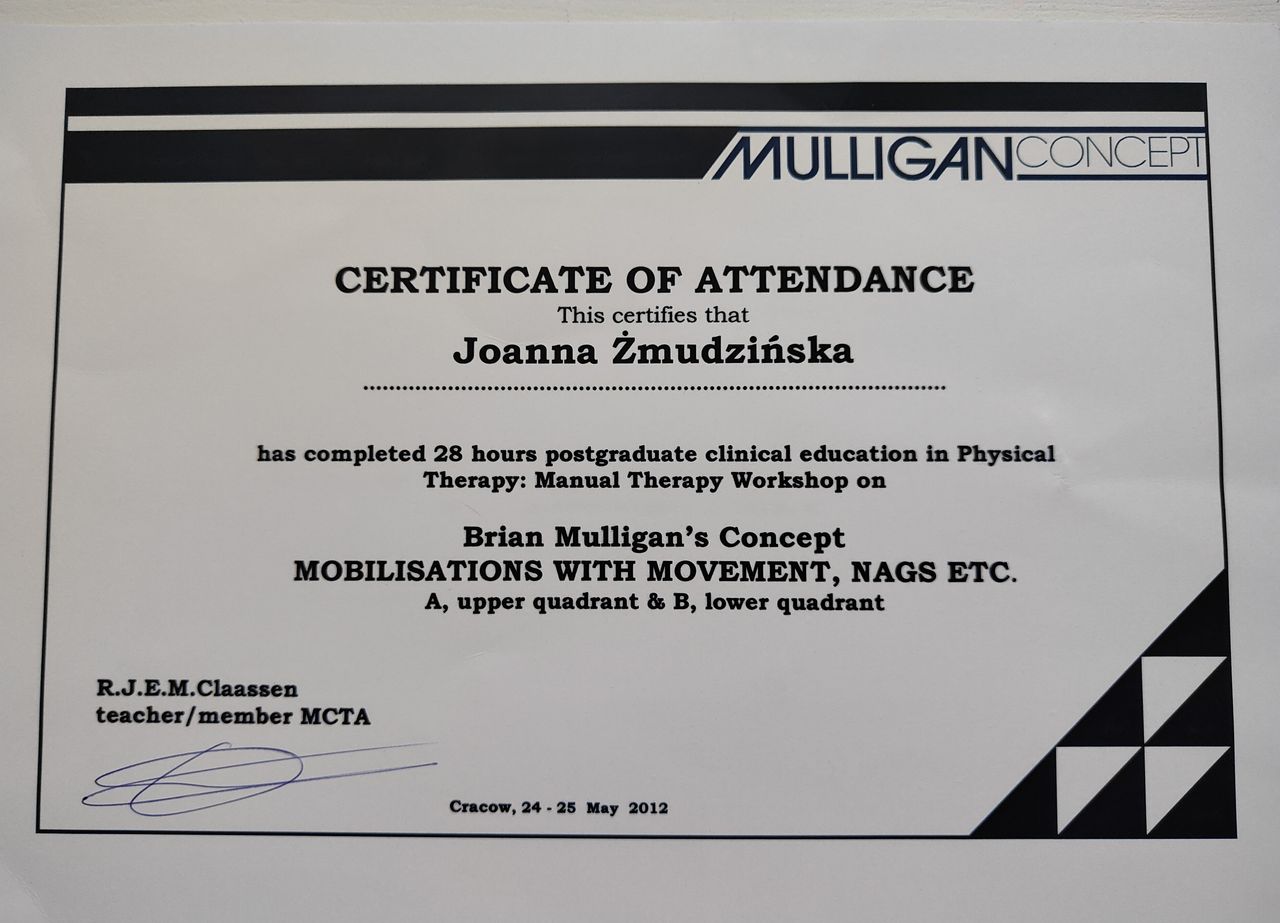 MULLIGANCONCEPT
CERTIFICATE OF ATTENDANCE
This certifies that
Joanna Żmudzińska
has completed 28 hours postgraduate clinical education in Physical
Therapy: Manual Therapy Workshop on
Brian Mulligan's Concept
MOBILISATIONS WITH MOVEMENT, NAGS ETC.
A, upper quadrant & B, lower quadrant
R.J.E.M.Claassen
teacher/member MCTA
Cracow, 24 - 25 May 2012